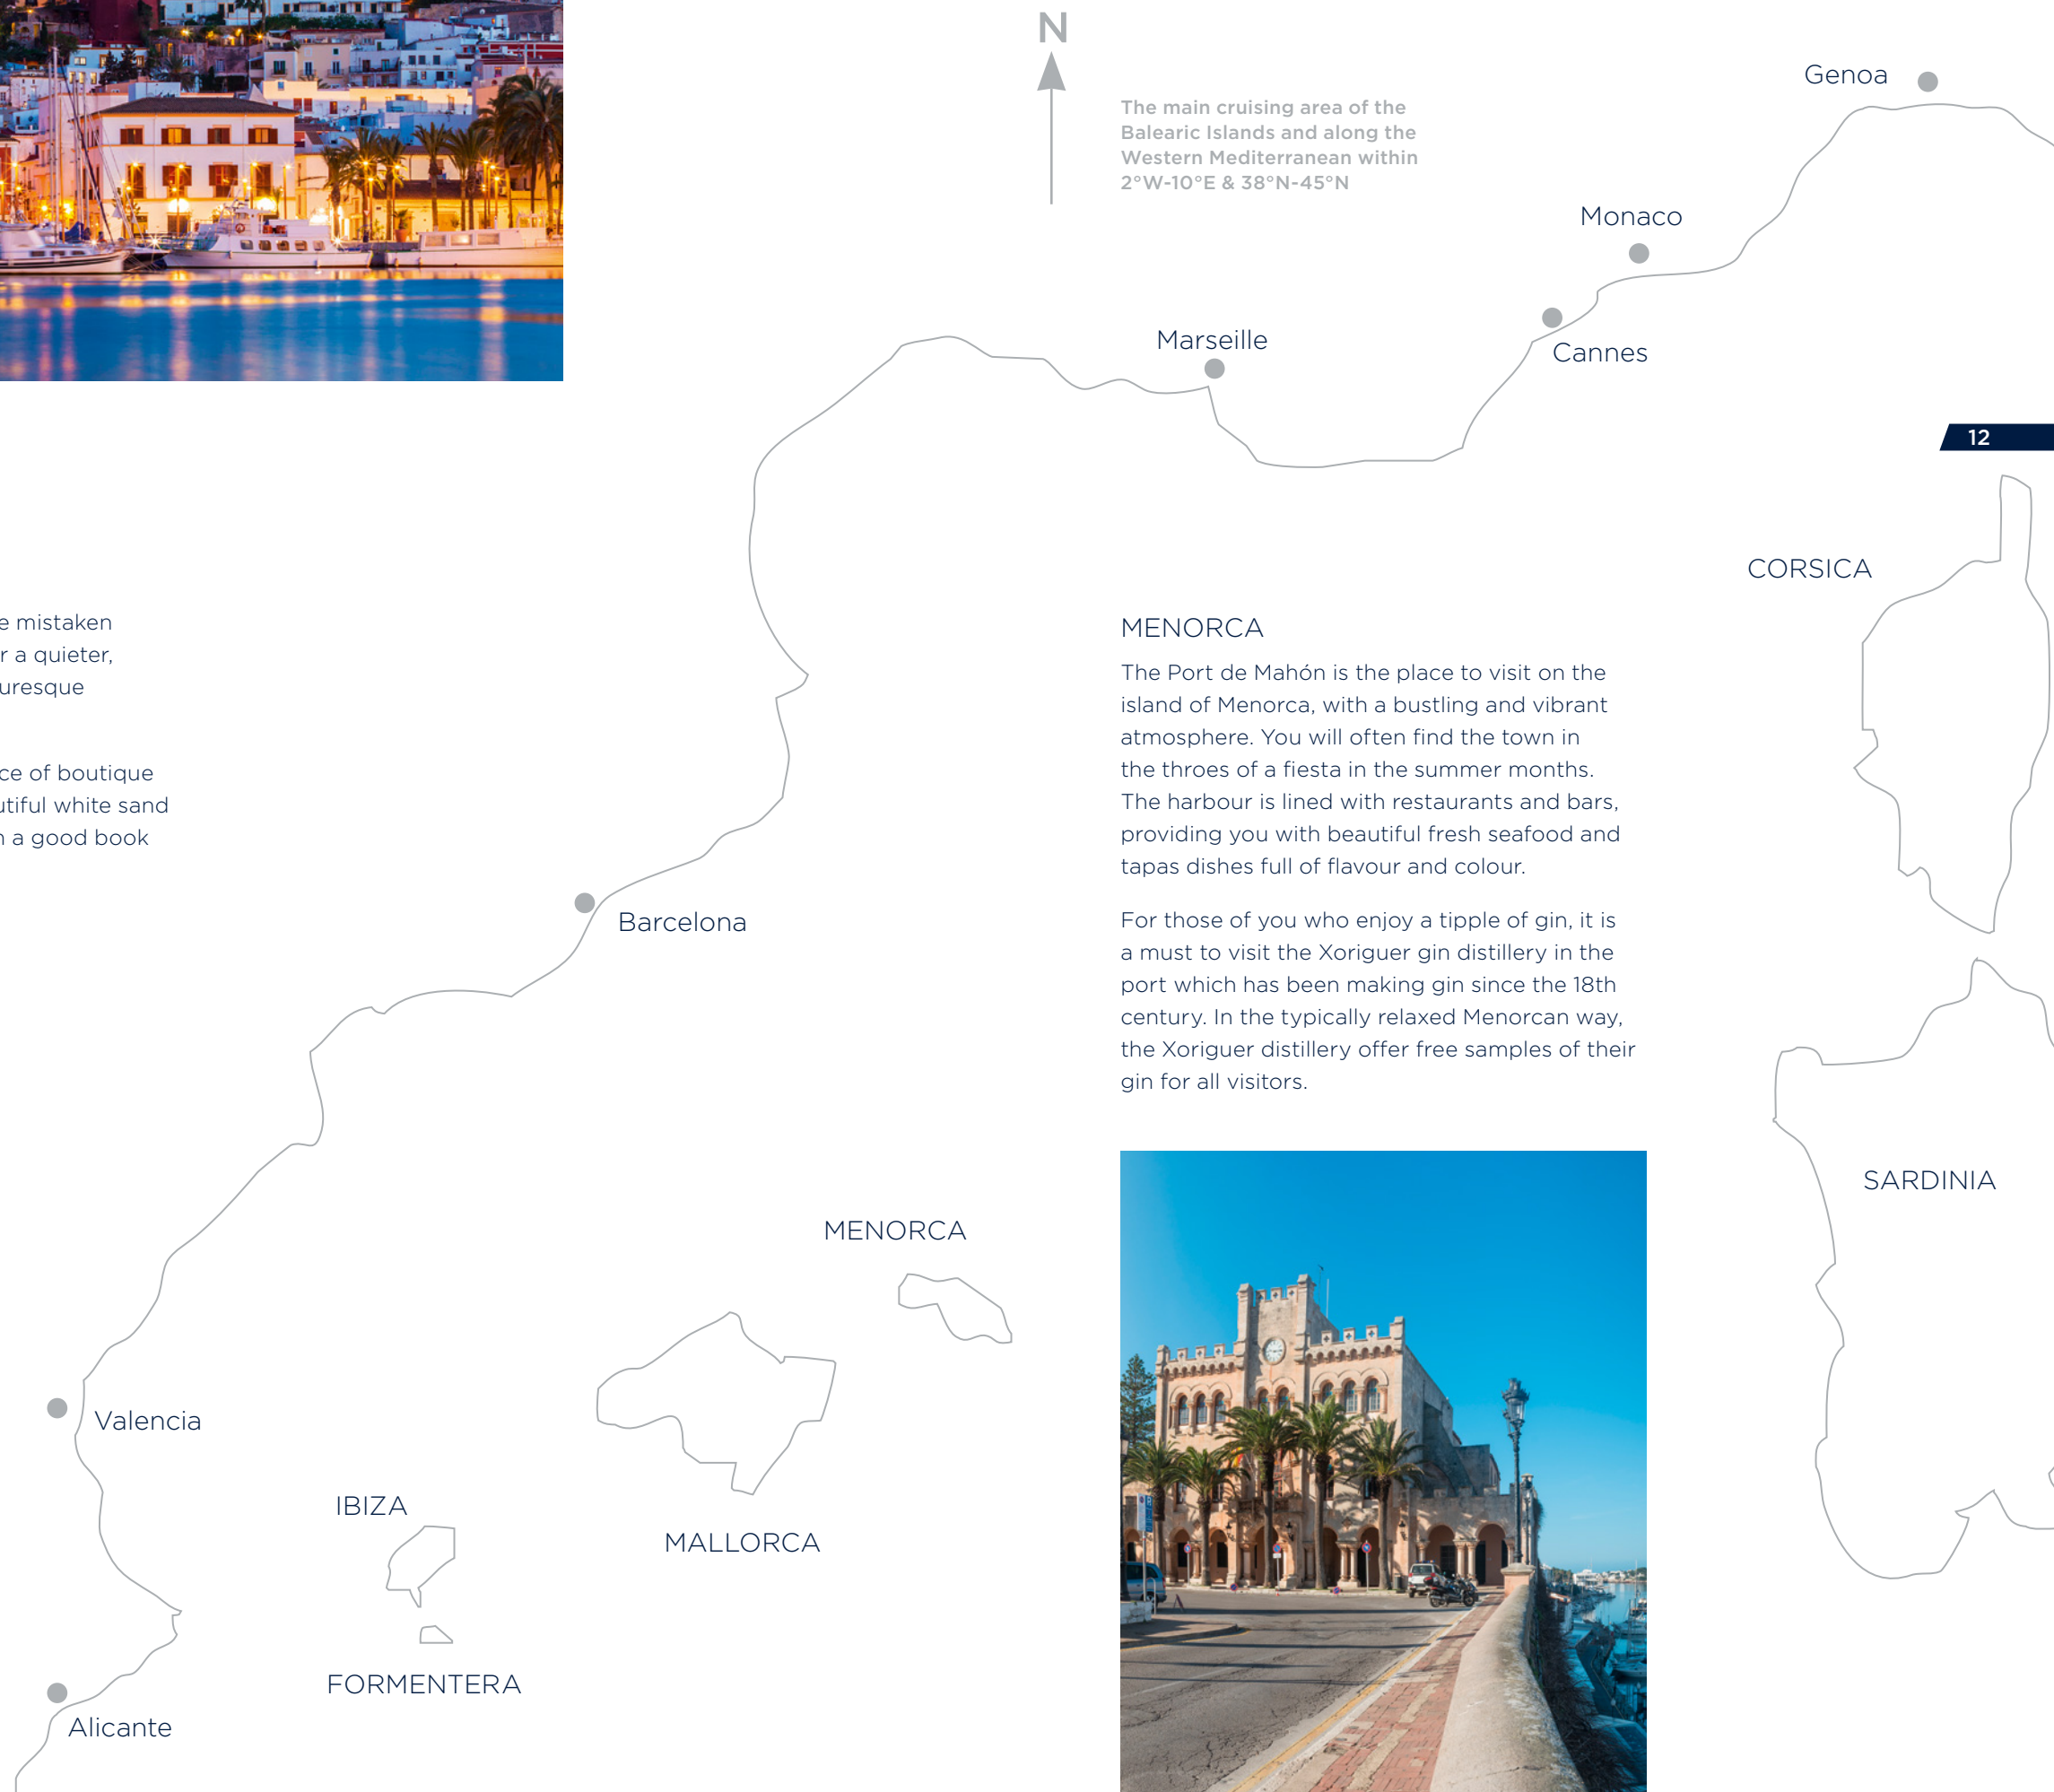 N
The main cruising area of the
Balearic Islands and along the
Western Mediterranean within
2°W-10°E & 38°N-45°N
Genoa
Monaco
Cannes
Marseille
12
CORSICA
e mistaken
r a quieter,
uresque
ce of boutique
utiful white sand
n a good book
MENORCA
The Port de Mahón is the place to visit on the
island of Menorca, with a bustling and vibrant
atmosphere. You will often find the town in
the throes of a fiesta in the summer months.
The harbour is lined with restaurants and bars,
providing you with beautiful fresh seafood and
tapas dishes full of flavour and colour.
For those of you who enjoy a tipple of gin, it is
a must to visit the Xoriguer gin distillery in the
port which has been making gin since the 18th
century. In the typically relaxed Menorcan way,
the Xoriguer distillery offer free samples of their
gin for all visitors.
Barcelona
SARDINIA
MENORCA
Valencia
IBIZA
MALLORCA
FORMENTERA
Alicante